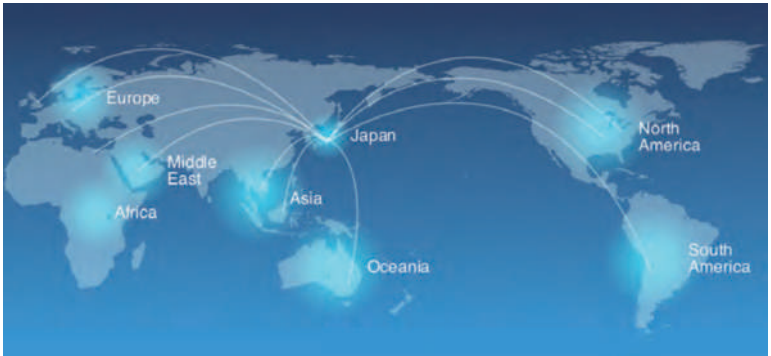 Europe
Japan
North
America
Middle
East
Asia
Africa
Oceania
South
America